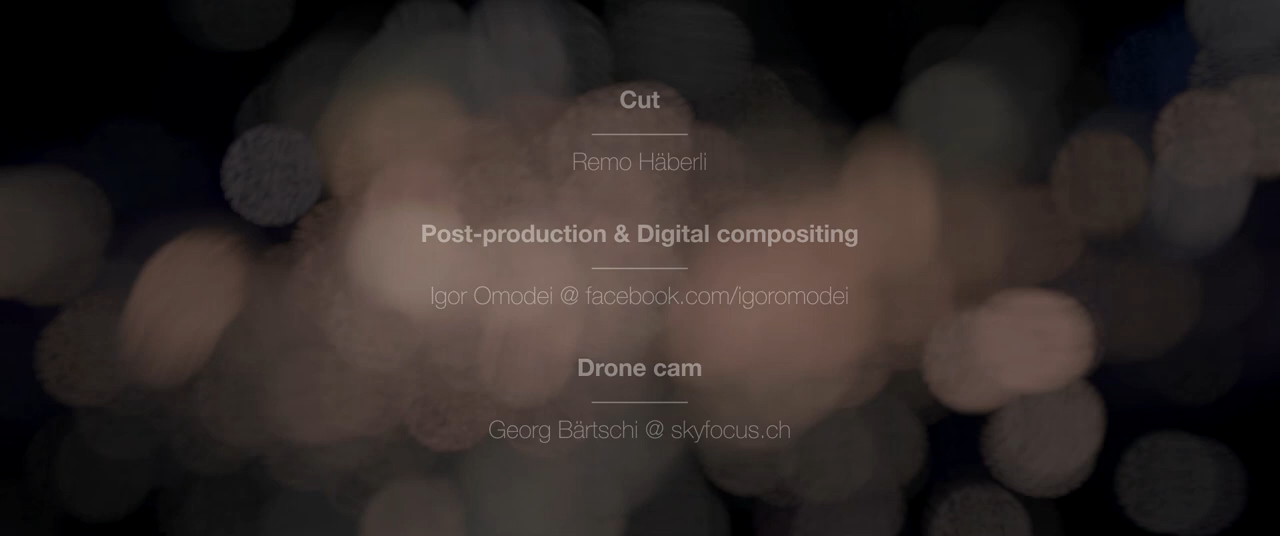 Cut
Remo Häberli
Post-production & Digital compositing
Igor Omodei @ facebook.com/igoromodei
Drone cam
Georg Bärtschi @ skyfocus.ch